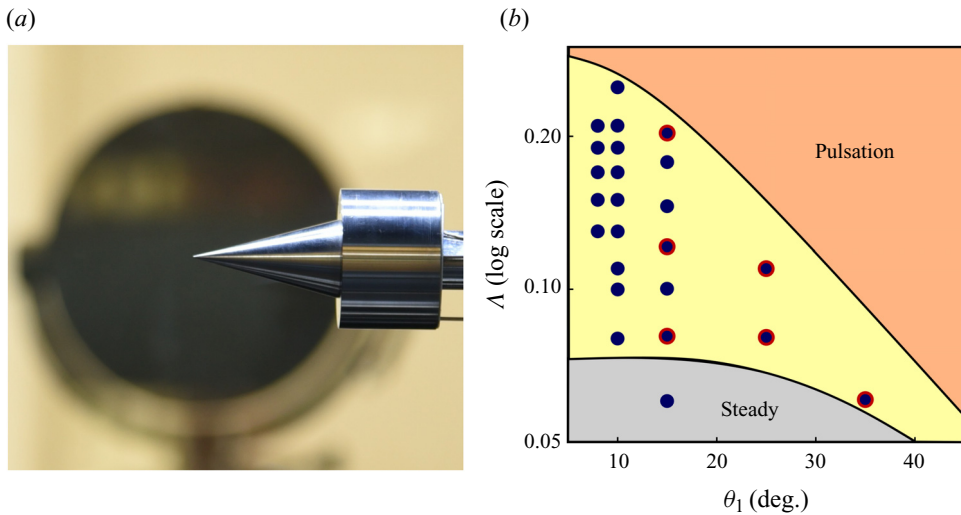 (a)
(b)
Λ (log scale)
0.20
0.10
0.05
Pulsation
Steady
10
20
30
40
θ₁ (deg.)